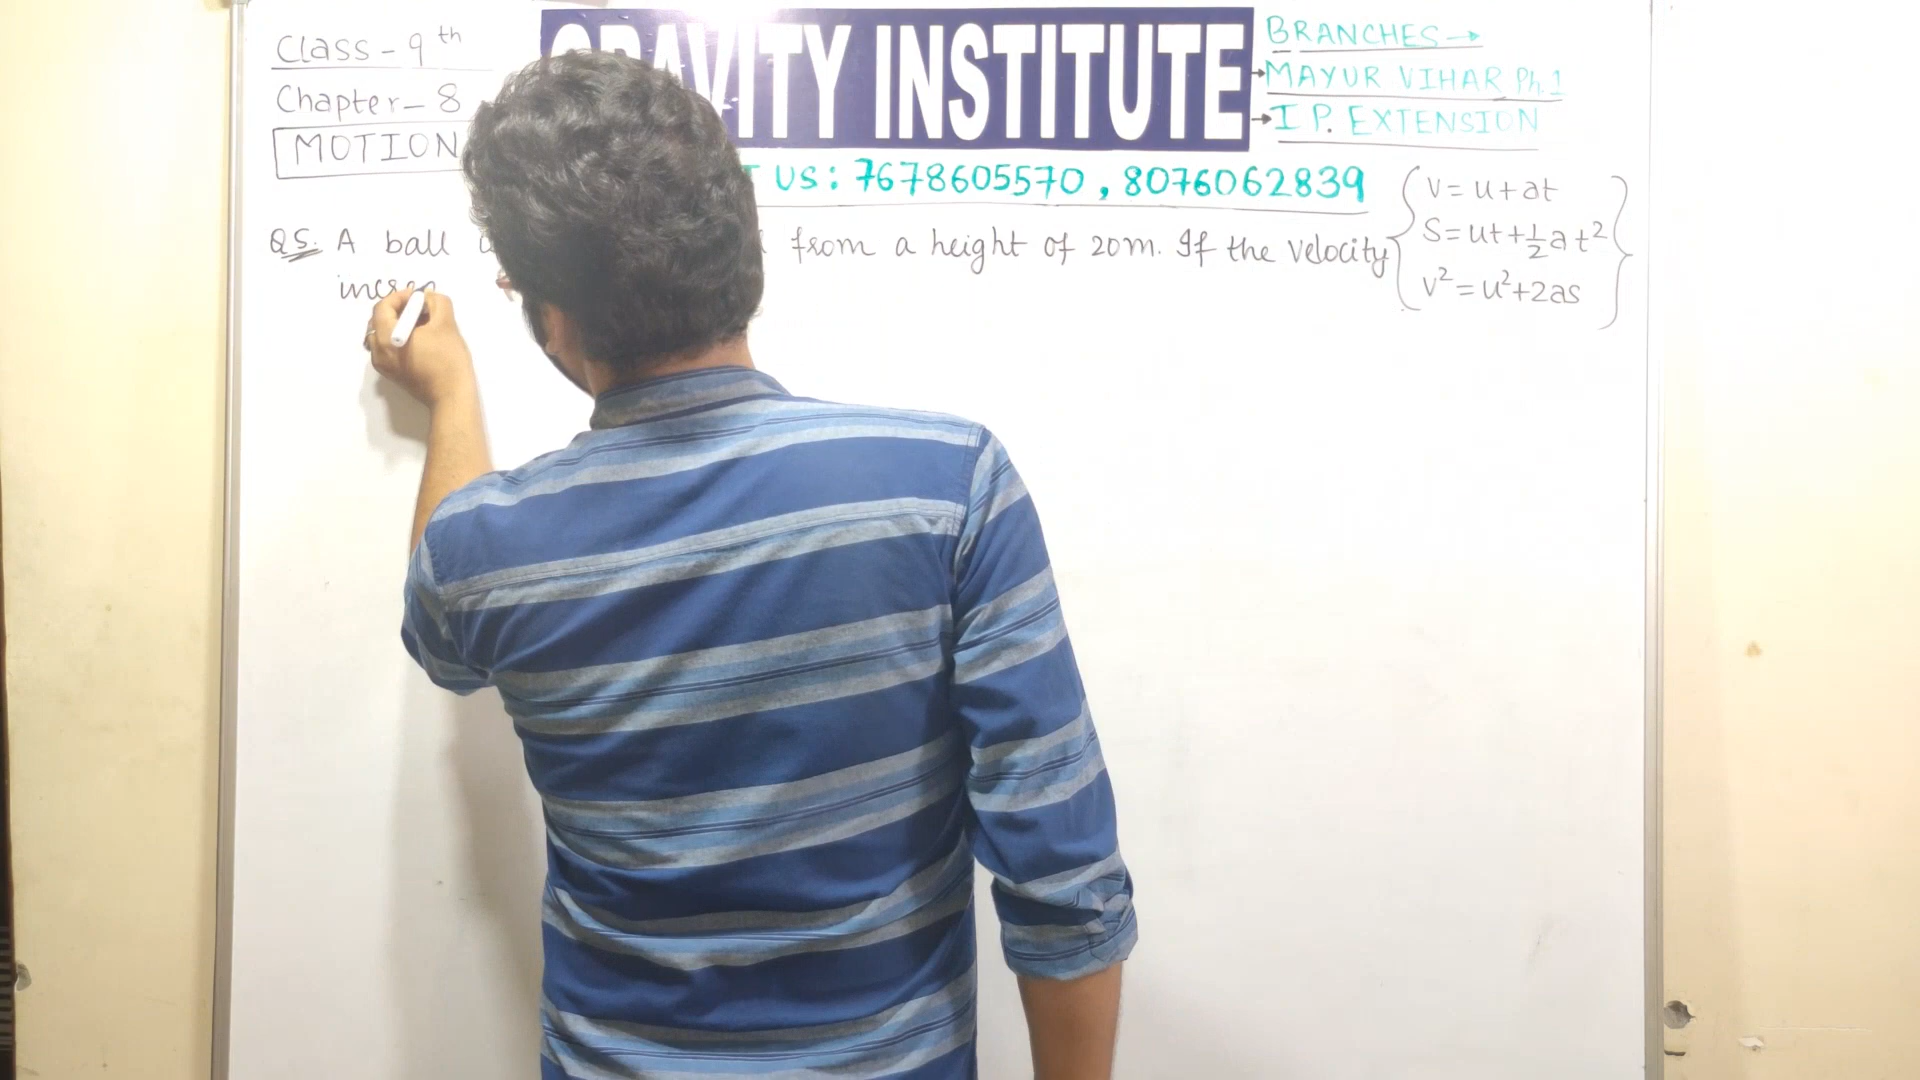 Class - 9th
Chapter - 8
MOTION
GRAVITY INSTITUTE
BRANCHES →
→ MAYUR VIHAR Ph.1
→ I.P. EXTENSION
US : 7678605570 , 8076062839
Q5. A ball from a height of 20m. If the velocity
V = u + at
S = ut + ½ a t²
V² = u² + 2as